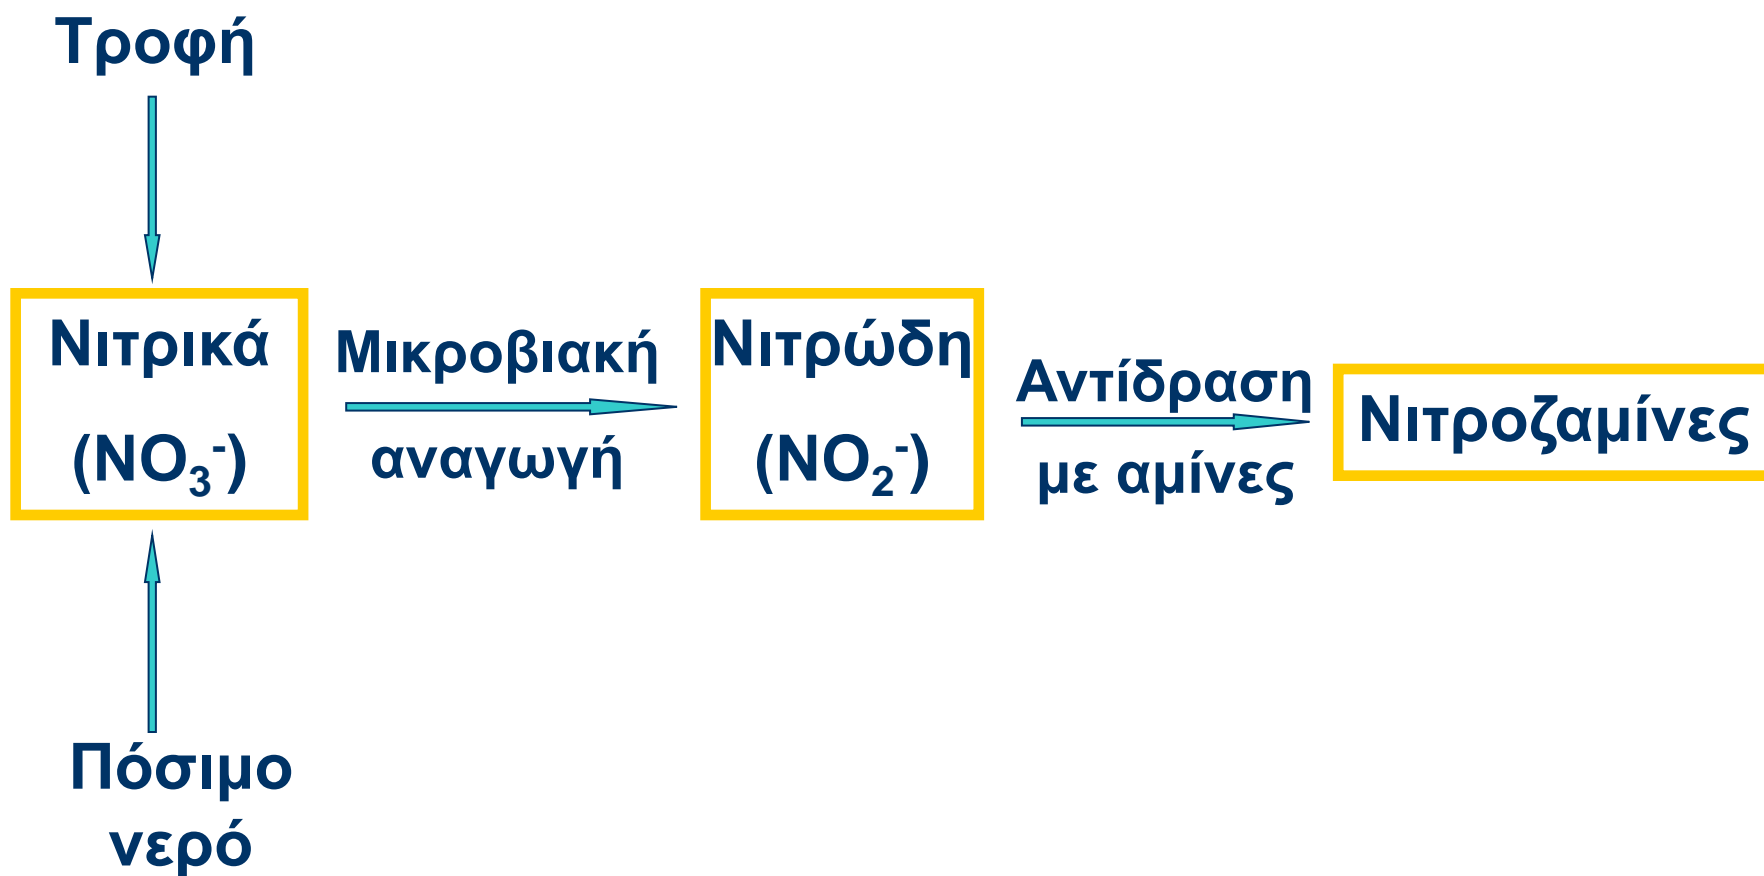 Τροφή
Νιτρικά
(NO₃⁻)
Μικροβιακή
αναγωγή
Νιτρώδη
(NO₂⁻)
Αντίδραση
με αμίνες
Νιτροζαμίνες
Πόσιμο
νερό